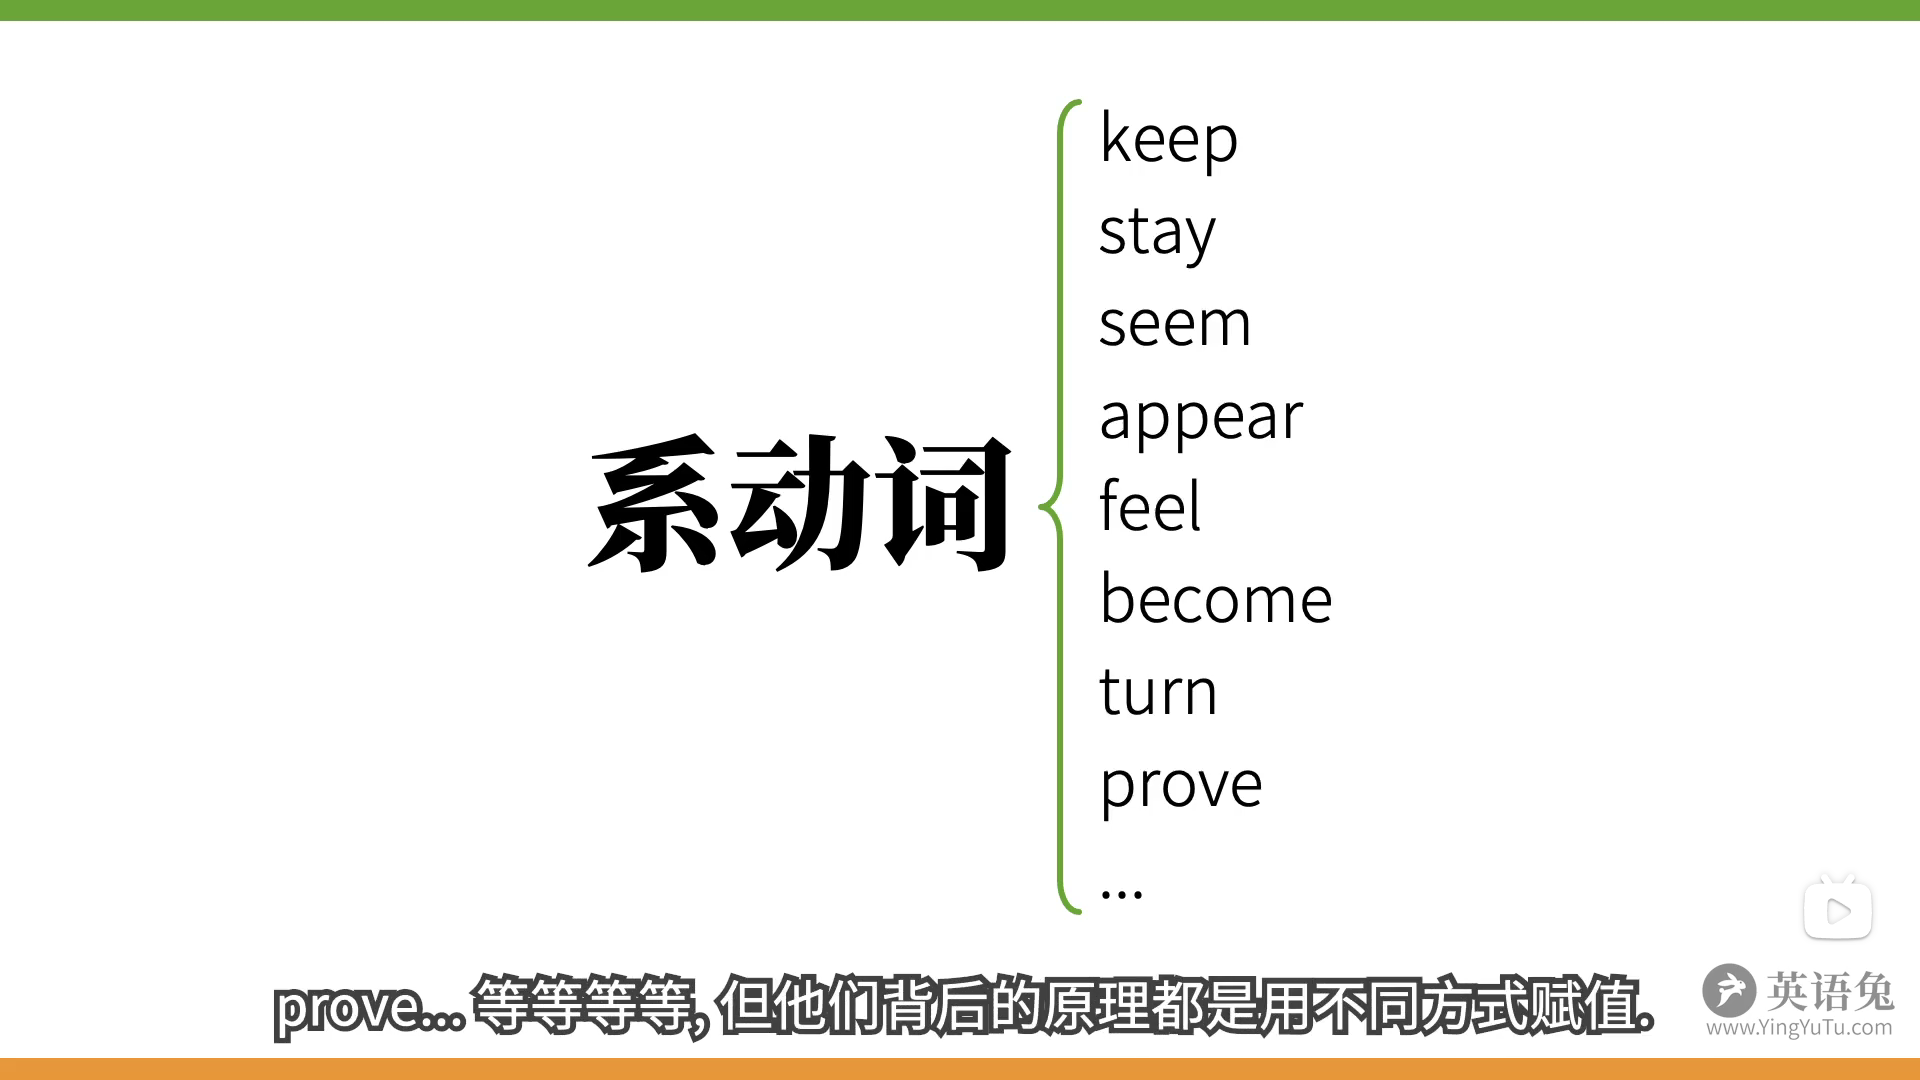 keep
stay
seem
appear
feel
系动词
become
turn
prove
...
prove... 等等等等, 但他们背后的原理都是用不同方式赋值.
英语兔
www.YingYuTu.com